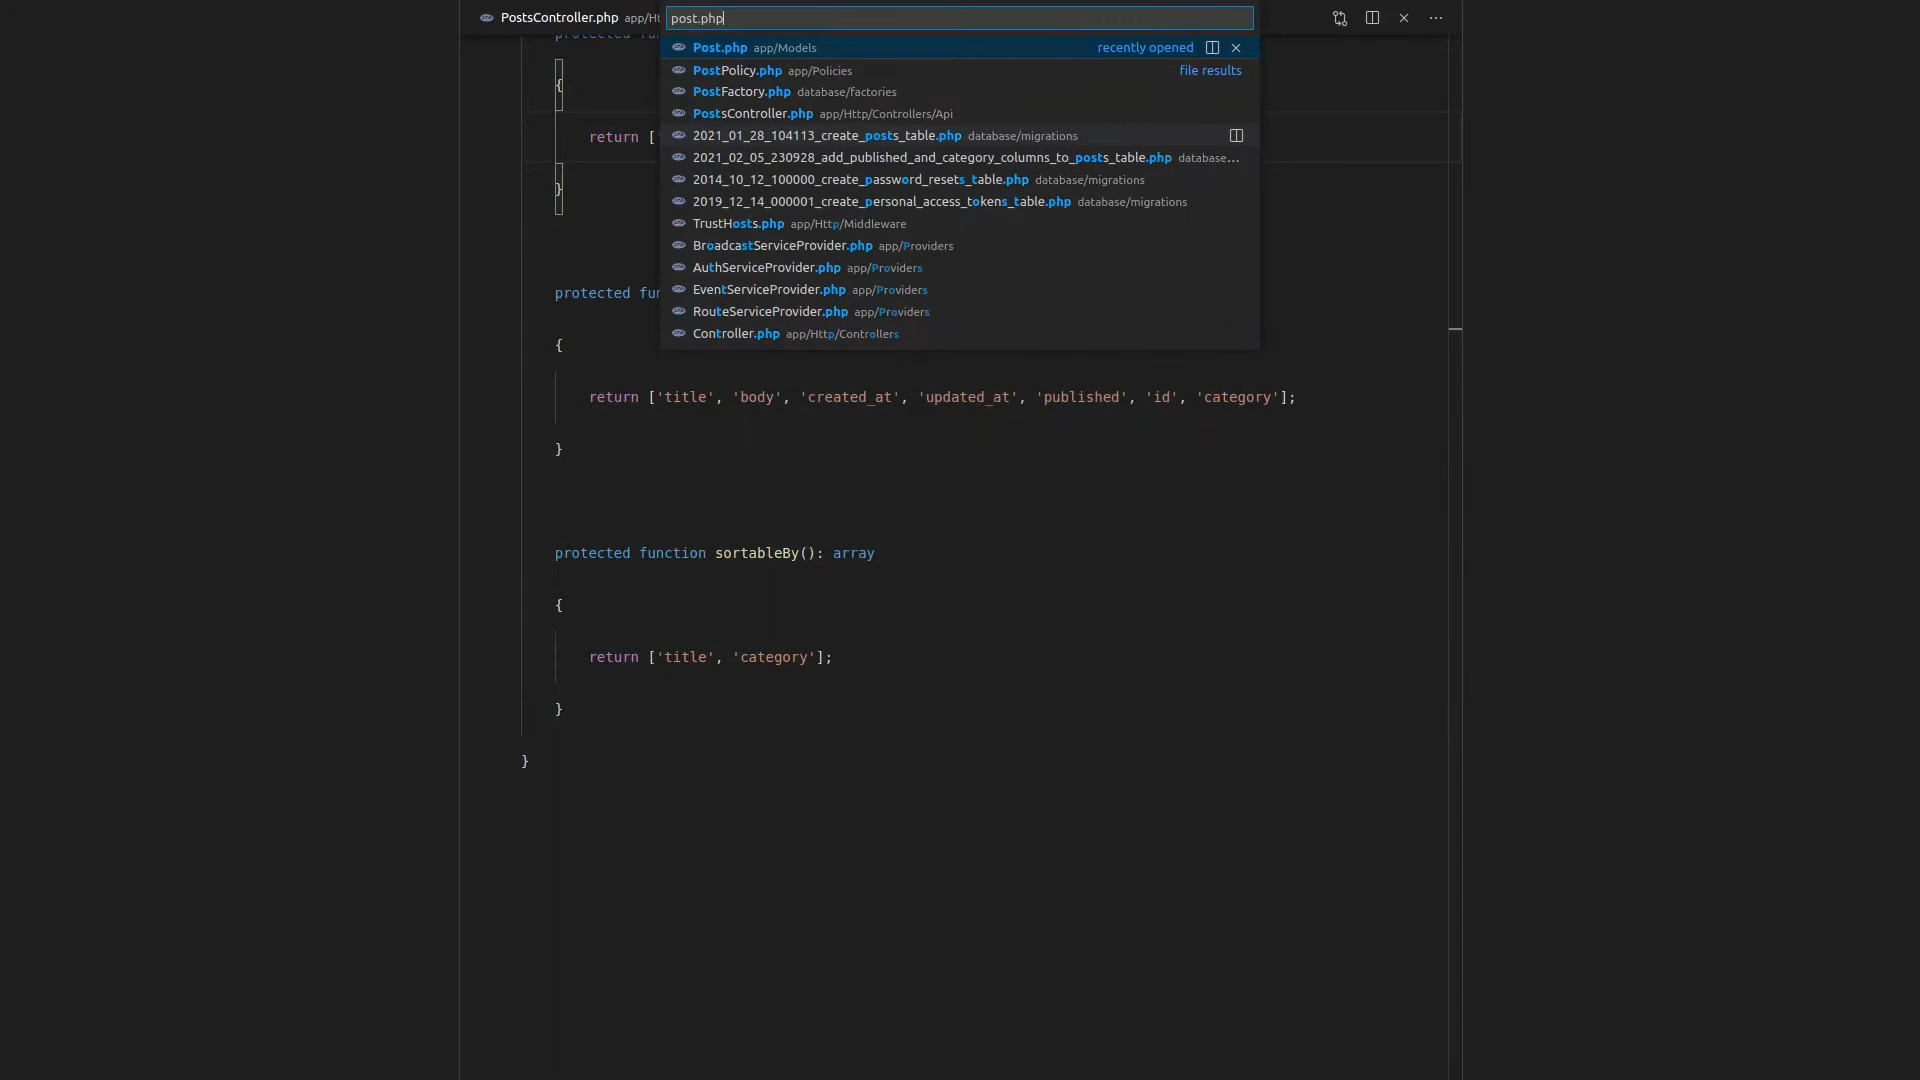 PostsController.php app/Ht
post.php
Post.php app/Models recently opened
PostPolicy.php app/Policies file results
PostFactory.php database/factories
PostsController.php app/Http/Controllers/Api
2021_01_28_104113_create_posts_table.php database/migrations
2021_02_05_230928_add_published_and_category_columns_to_posts_table.php database...
2014_10_12_100000_create_password_resets_table.php database/migrations
2019_12_14_000001_create_personal_access_tokens_table.php database/migrations
TrustHosts.php app/Http/Middleware
BroadcastServiceProvider.php app/Providers
AuthServiceProvider.php app/Providers
EventServiceProvider.php app/Providers
RouteServiceProvider.php app/Providers
Controller.php app/Http/Controllers
protected fun
{
return ['
}
protected fun
{
return ['title', 'body', 'created_at', 'updated_at', 'published', 'id', 'category'];
}
protected function sortableBy(): array
{
return ['title', 'category'];
}
}